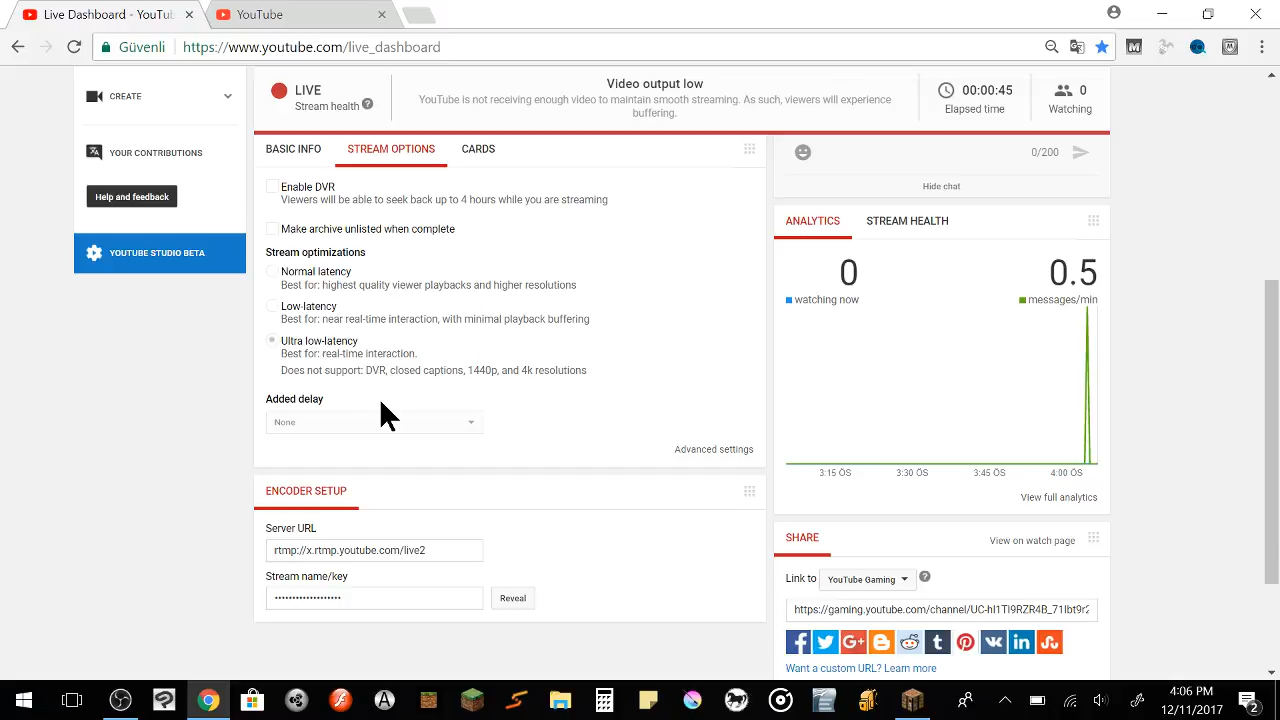 Live Dashboard - YouTu
YouTube
Güvenli
https://www.youtube.com/live_dashboard
CREATE
YOUR CONTRIBUTIONS
Help and feedback
YOUTUBE STUDIO BETA
LIVE
Stream health
Video output low
YouTube is not receiving enough video to maintain smooth streaming. As such, viewers will experience
buffering.
00:00:45
Elapsed time
0
Watching
BASIC INFO
STREAM OPTIONS
CARDS
Enable DVR
Viewers will be able to seek back up to 4 hours while you are streaming
Make archive unlisted when complete
Stream optimizations
Normal latency
Best for: highest quality viewer playbacks and higher resolutions
Low-latency
Best for: near real-time interaction, with minimal playback buffering
Ultra low-latency
Best for: real-time interaction.
Does not support: DVR, closed captions, 1440p, and 4k resolutions
Added delay
None
Advanced settings
ENCODER SETUP
Server URL
rtmp://x.rtmp.youtube.com/live2
Stream name/key
•••••••••••••••••••
Reveal
0/200
Hide chat
ANALYTICS
STREAM HEALTH
0
0.5
watching now
messages/min
3:15 ÖS
3:30 ÖS
3:45 ÖS
4:00 ÖS
View full analytics
SHARE
View on watch page
Link to
YouTube Gaming
Want a custom URL? Learn more
4:06 PM
12/11/2017
2